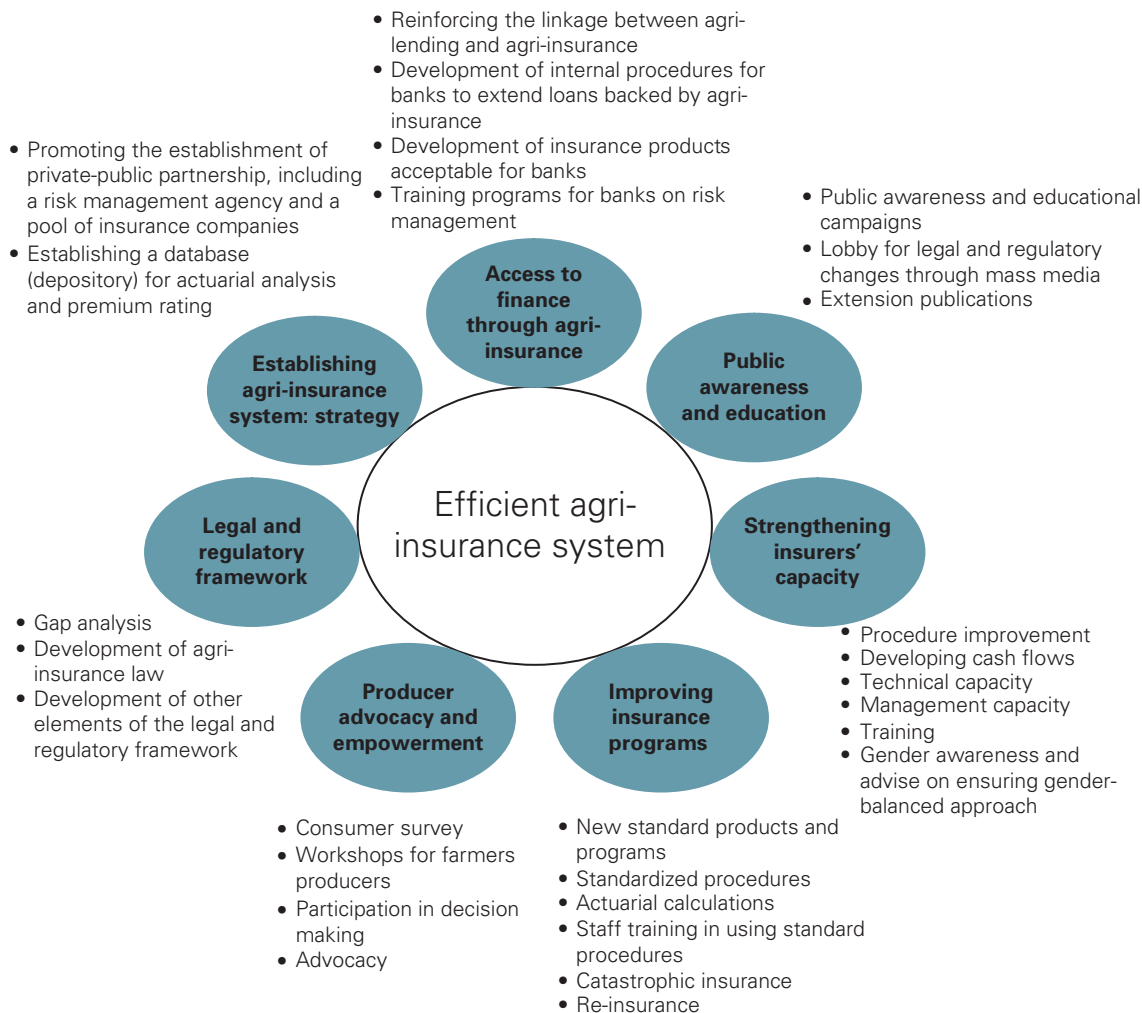 • Reinforcing the linkage between agri-
lending and agri-insurance
• Development of internal procedures for
banks to extend loans backed by agri-
insurance
• Development of insurance products
acceptable for banks
• Training programs for banks on risk
management
• Promoting the establishment of
private-public partnership, including
a risk management agency and a
pool of insurance companies
• Establishing a database
(depository) for actuarial analysis
and premium rating
• Public awareness and educational
campaigns
• Lobby for legal and regulatory
changes through mass media
• Extension publications
Access to
finance
through agri-
insurance
Establishing
agri-insurance
system: strategy
Public
awareness
and education
Efficient agri-
insurance system
Legal and
regulatory
framework
Strengthening
insurers'
capacity
• Gap analysis
• Development of agri-
insurance law
• Development of other
elements of the legal and
regulatory framework
Producer
advocacy and
empowerment
Improving
insurance
programs
• Procedure improvement
• Developing cash flows
• Technical capacity
• Management capacity
• Training
• Gender awareness and
advise on ensuring gender-
balanced approach
• Consumer survey
• Workshops for farmers
producers
• Participation in decision
making
• Advocacy
• New standard products and
programs
• Standardized procedures
• Actuarial calculations
• Staff training in using standard
procedures
• Catastrophic insurance
• Re-insurance